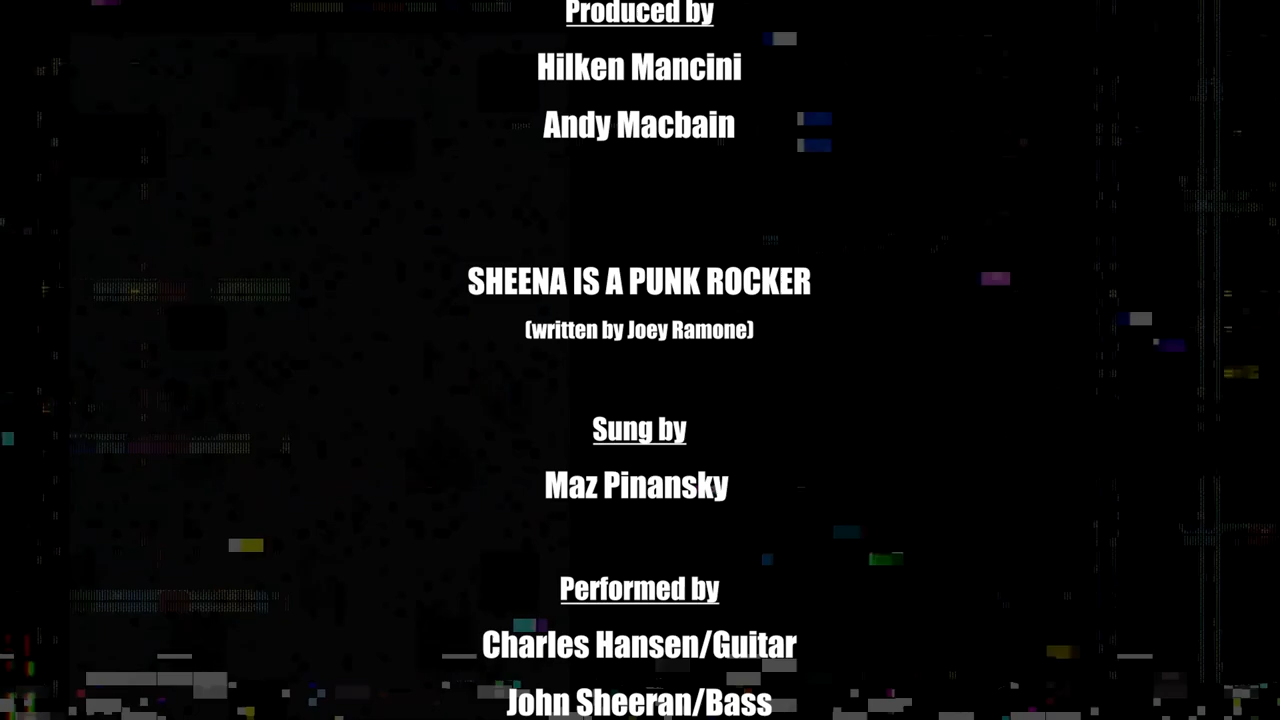 Produced by
Hilken Mancini
Andy Macbain
SHEENA IS A PUNK ROCKER
(written by Joey Ramone)
Sung by
Maz Pinansky
Performed by
Charles Hansen/Guitar
John Sheeran/Bass